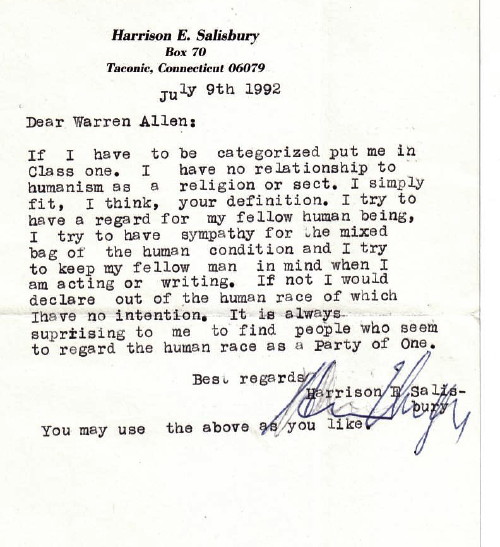 Harrison E. Salisbury
Box 70
Taconic, Connecticut 06079
July 9th 1992
Dear Warren Allen:
If I have to be categorized put me in
Class one. I have no relationship to
humanism as a religion or sect. I simply
fit, I think, your definition. I try to
have a regard for my fellow human being,
I try to have sympathy for the mixed
bag of the human condition and I try
to keep my fellow man in mind when I
am acting or writing. If not I would
declare out of the human race of which
Ihave no intention. It is always
suprtising to me to find people who seem
to regard the human race as a Party of One.
Best regards
Harrison E Salis-
bury
You may use the above as you like.